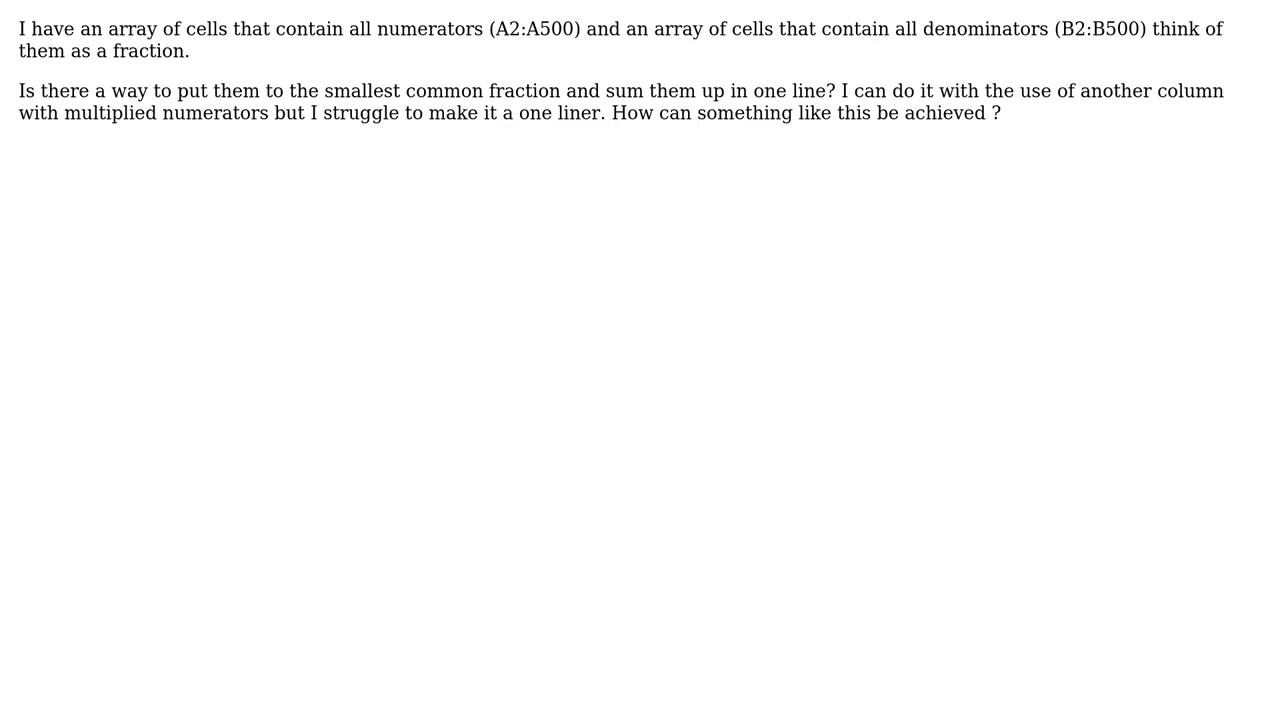 I have an array of cells that contain all numerators (A2:A500) and an array of cells that contain all denominators (B2:B500) think of
them as a fraction.
Is there a way to put them to the smallest common fraction and sum them up in one line? I can do it with the use of another column
with multiplied numerators but I struggle to make it a one liner. How can something like this be achieved ?